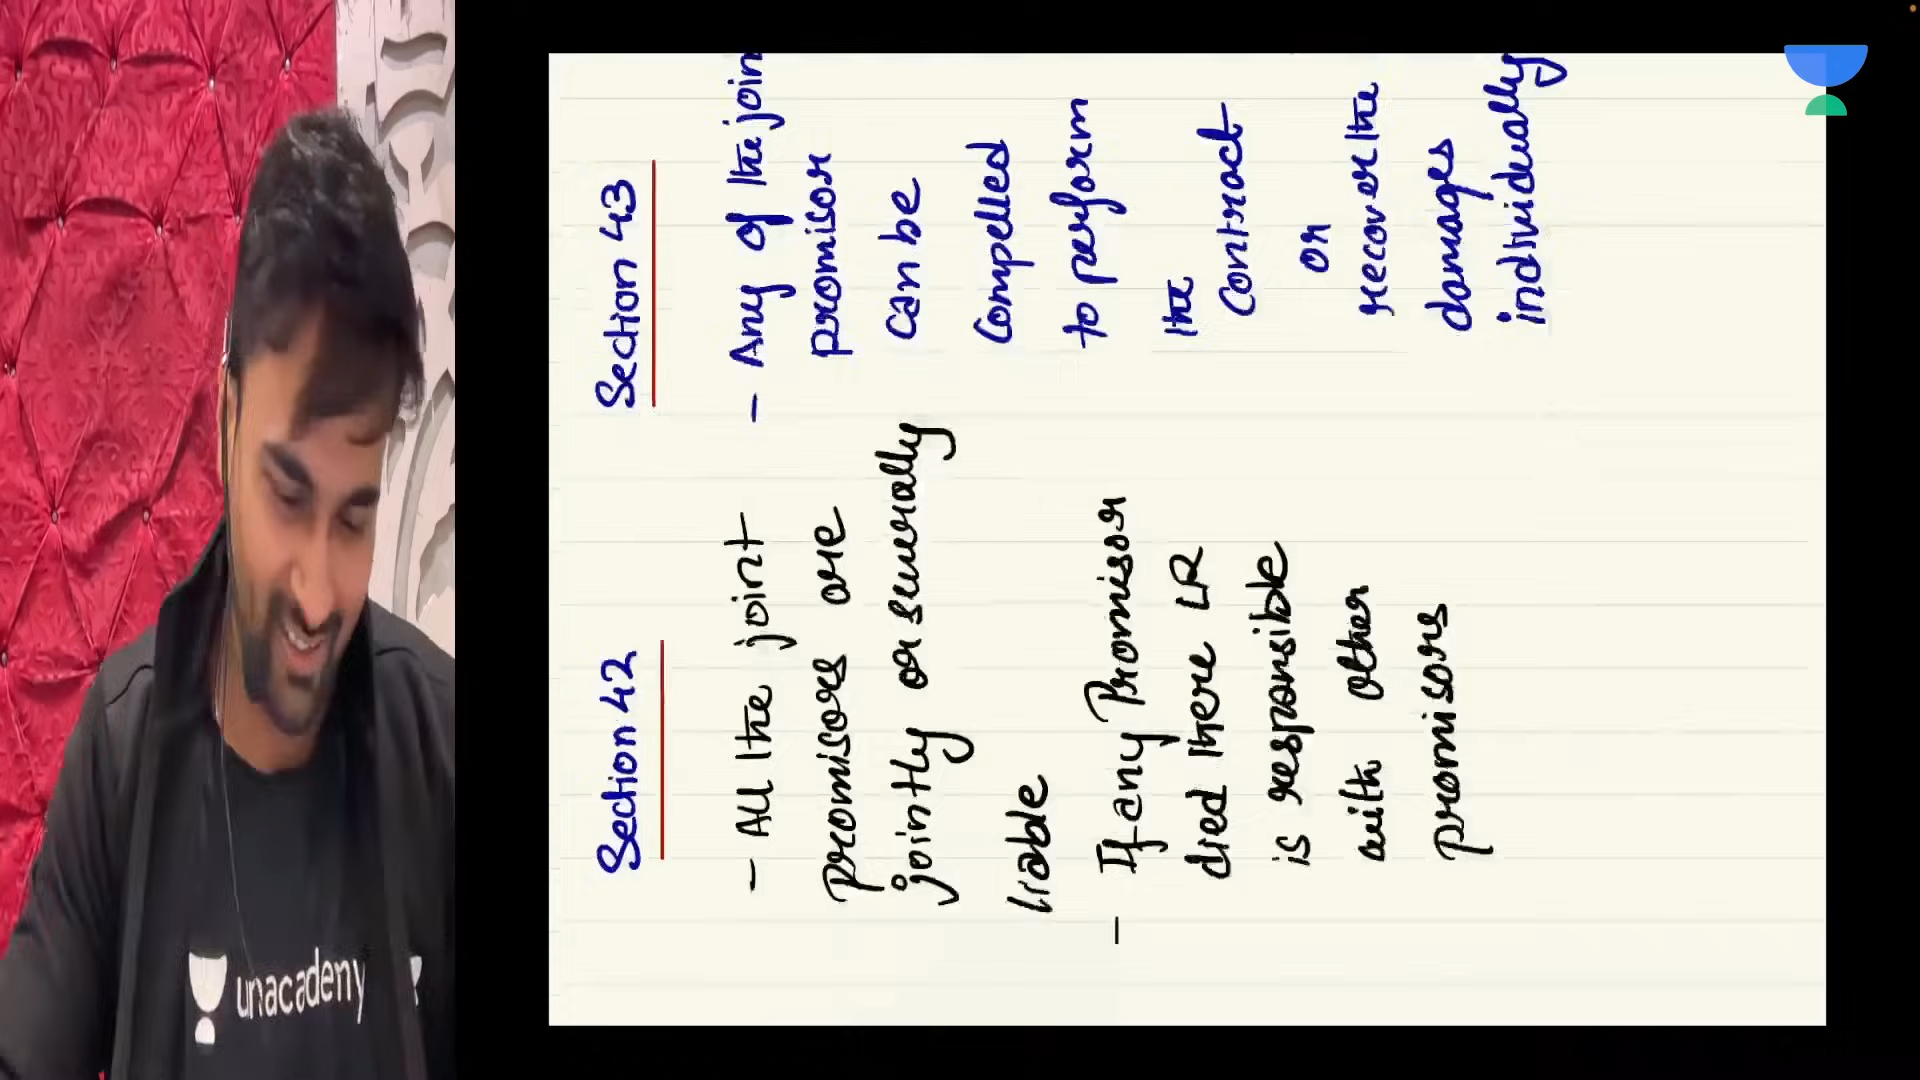 Section 42
- All the joint
promisors are
jointly or severally
liable
- If any Promisor
died there LR
is responsible
with other
promisors
Section 43
- Any of the join
promisor
can be
Compelled
to perform
the
Contract
or
recover the
damages
individually
unacademy